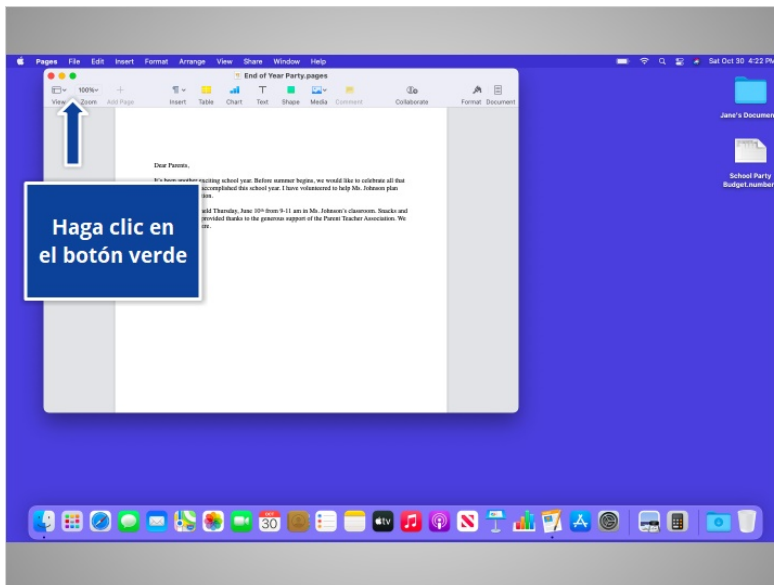 Pages File Edit Insert Format Arrange View Share Window Help
Sat Oct 30 4:22 PM
End of Year Party.pages
100%
View Zoom Add Page Insert Table Chart Text Shape Media Comment Collaborate Format Document
Jane's Documen
School Party
Budget.number
Dear Parents,
It's been another exciting school year. Before summer begins, we would like to celebrate all that
accomplished this school year. I have volunteered to help Ms. Johnson plan
Thursday, June 10th from 9-11 am in Ms. Johnson's classroom. Snacks and
provided thanks to the generous support of the Parent Teacher Association. We
Haga clic en
el botón verde
OCT
30
tv